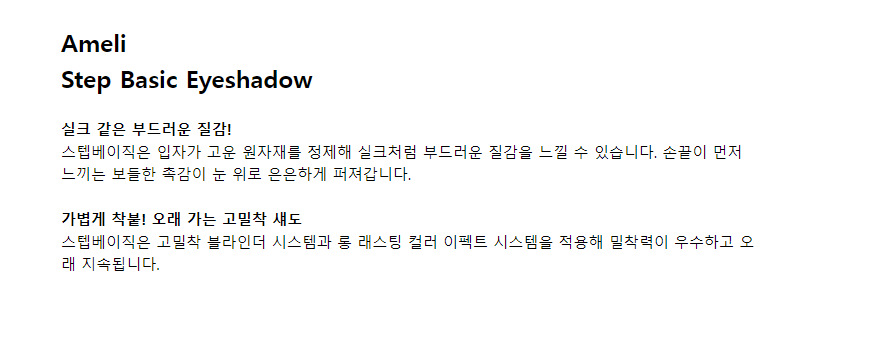 Ameli
Step Basic Eyeshadow
실크 같은 부드러운 질감!
스텝베이직은 입자가 고운 원자재를 정제해 실크처럼 부드러운 질감을 느낄 수 있습니다. 손끝이 먼저
느끼는 보들한 촉감이 눈 위로 은은하게 퍼져갑니다.
가볍게 착붙! 오래 가는 고밀착 섀도
스텝베이직은 고밀착 블라인더 시스템과 롱 래스팅 컬러 이펙트 시스템을 적용해 밀착력이 우수하고 오
래 지속됩니다.